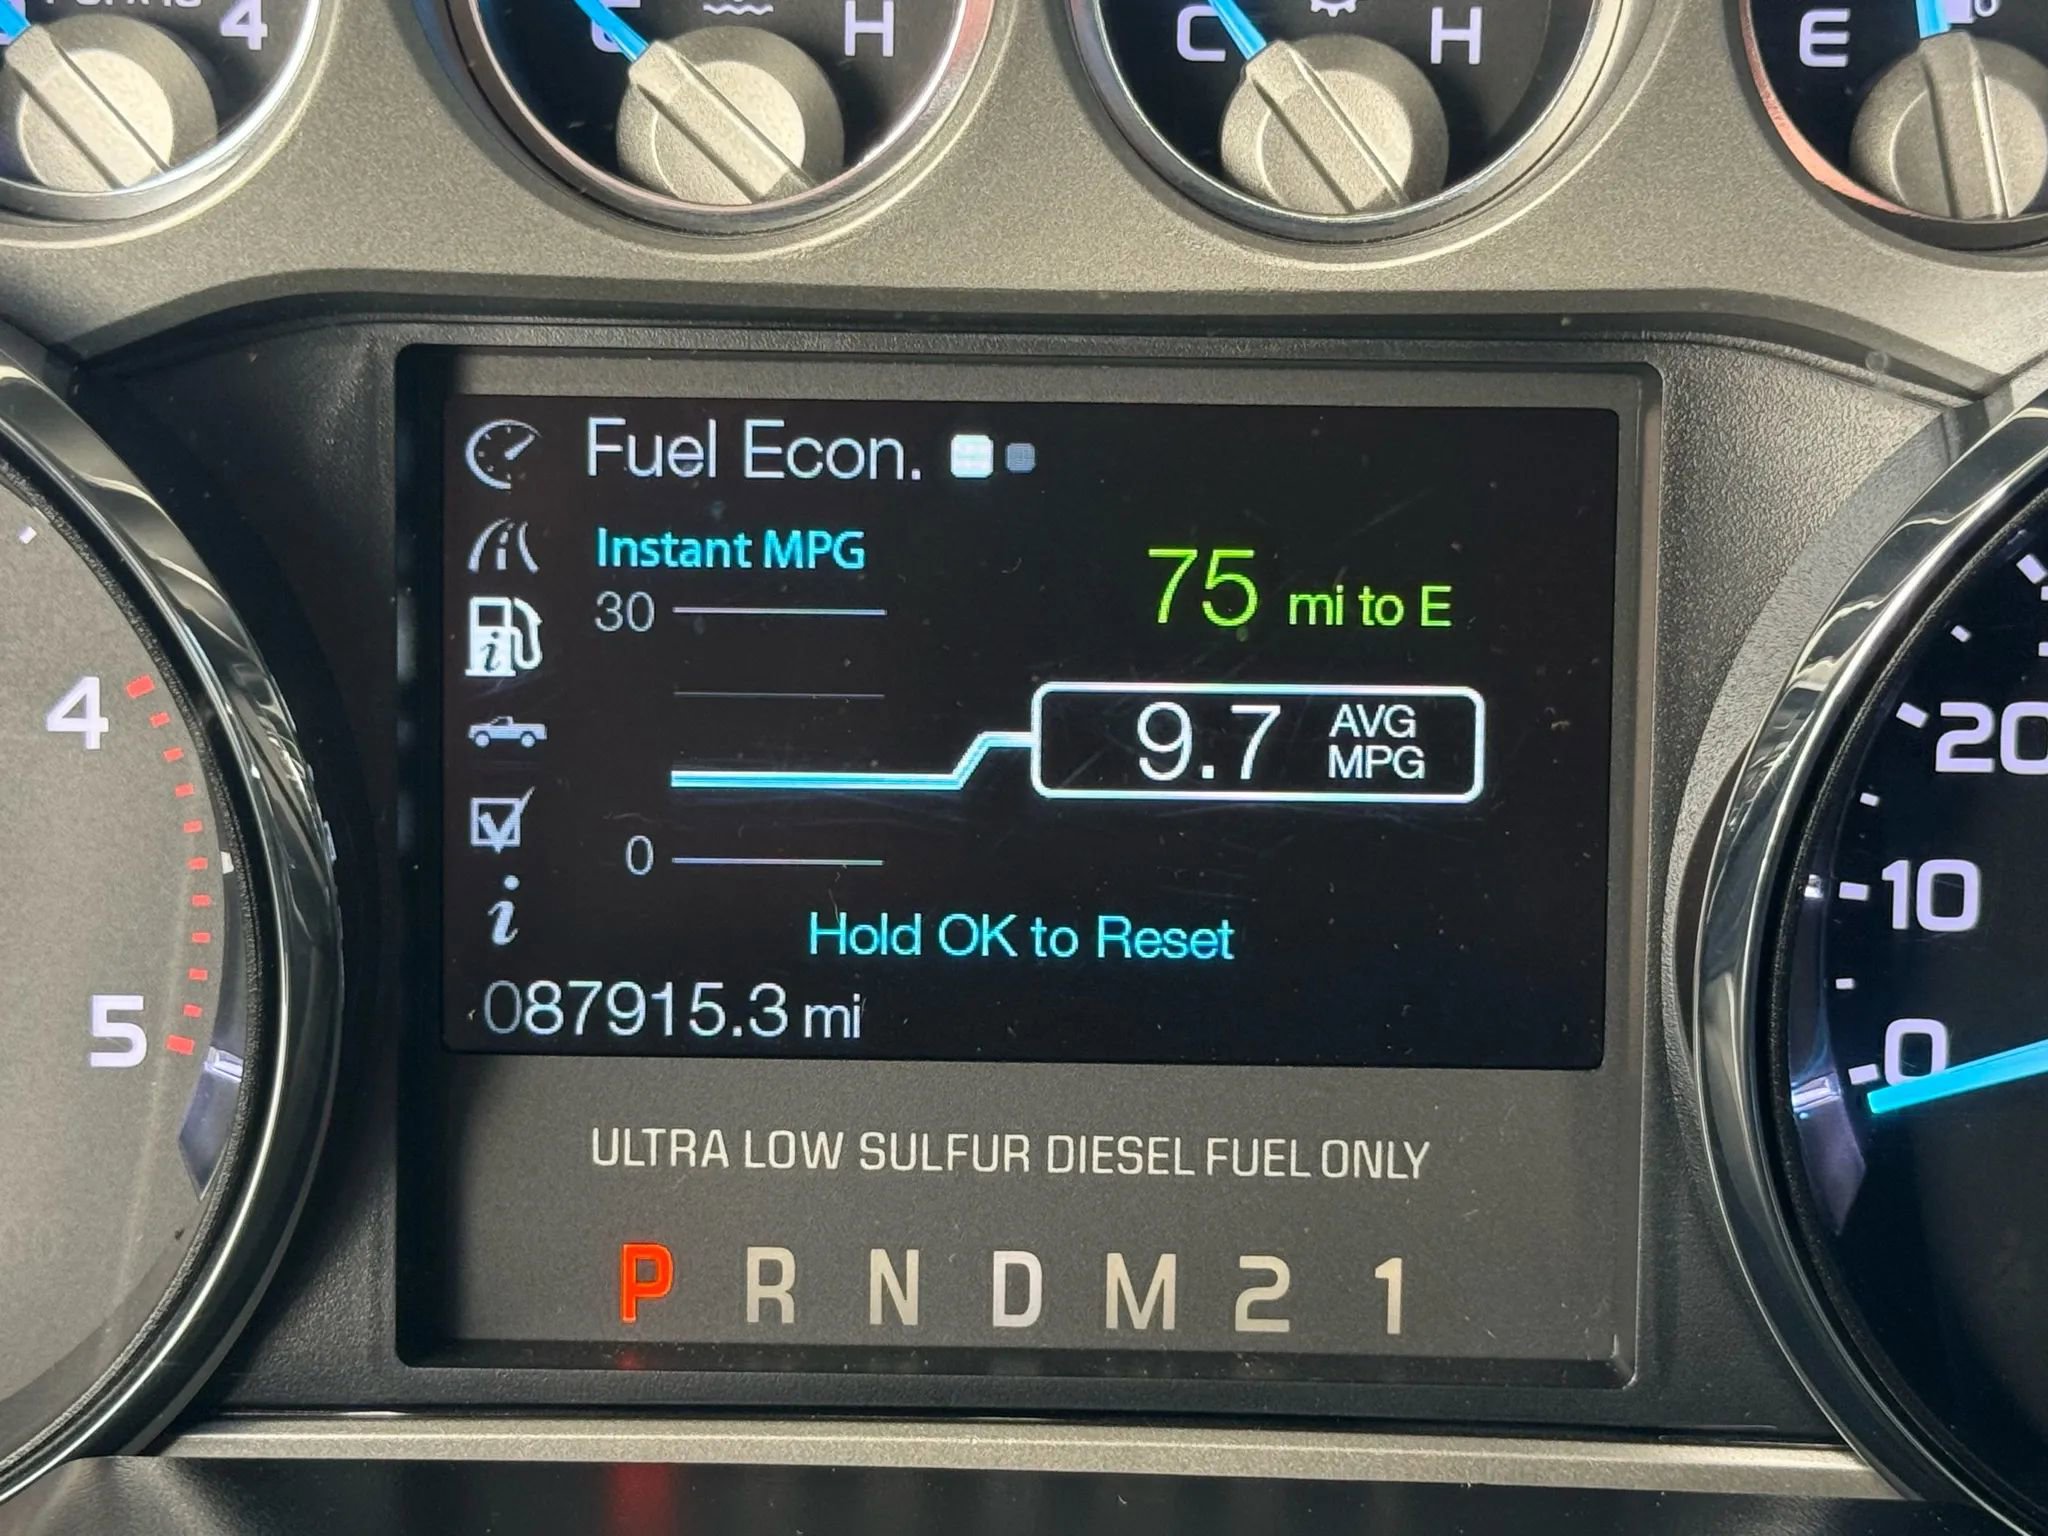 4
H
C
H
E
Fuel Econ.
Instant MPG
30
75 mi to E
9.7 AVG MPG
0
Hold OK to Reset
087915.3 mi
4
5
20
10
0
ULTRA LOW SULFUR DIESEL FUEL ONLY
P R N D M 2 1